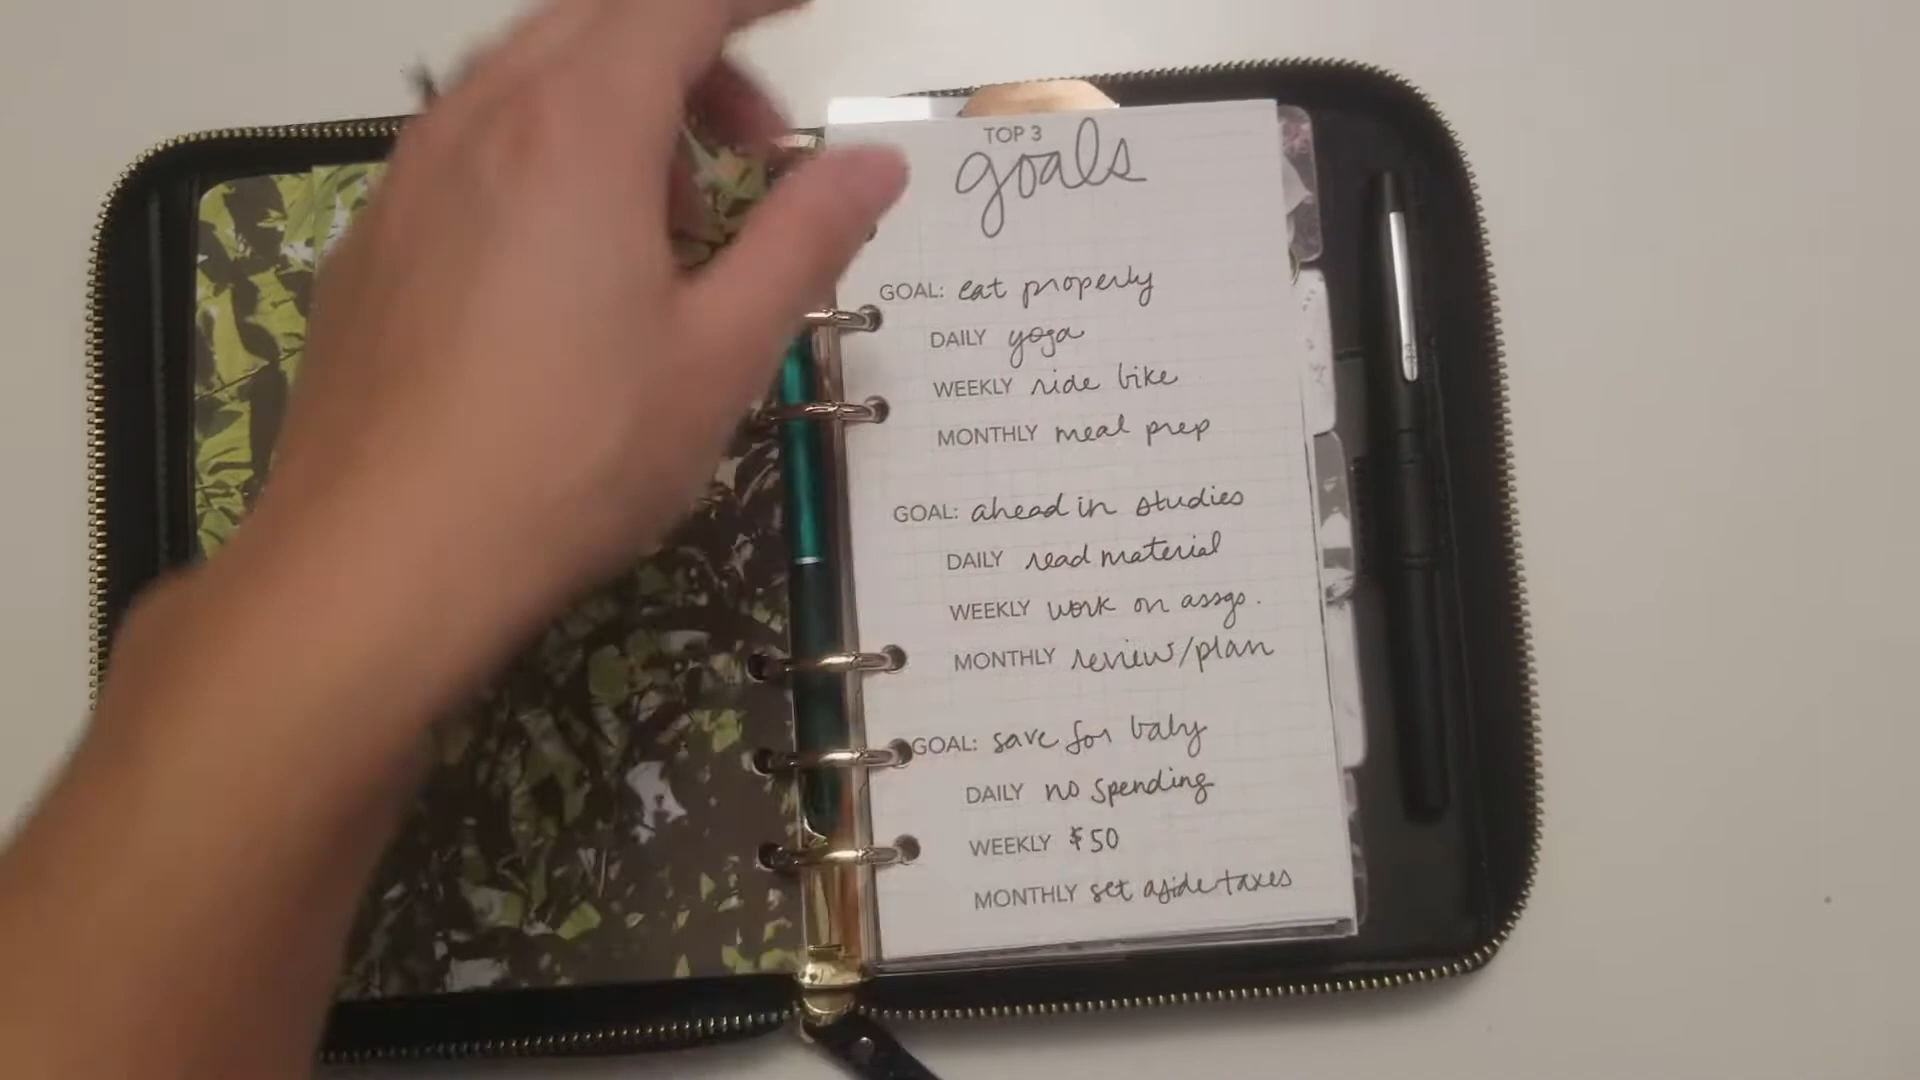 TOP 3
goals
GOAL: eat properly
DAILY yoga
WEEKLY ride bike
MONTHLY meal prep
GOAL: ahead in studies
DAILY read material
WEEKLY work on assgs.
MONTHLY review/plan
GOAL: save for baby
DAILY no spending
WEEKLY $50
MONTHLY set aside taxes